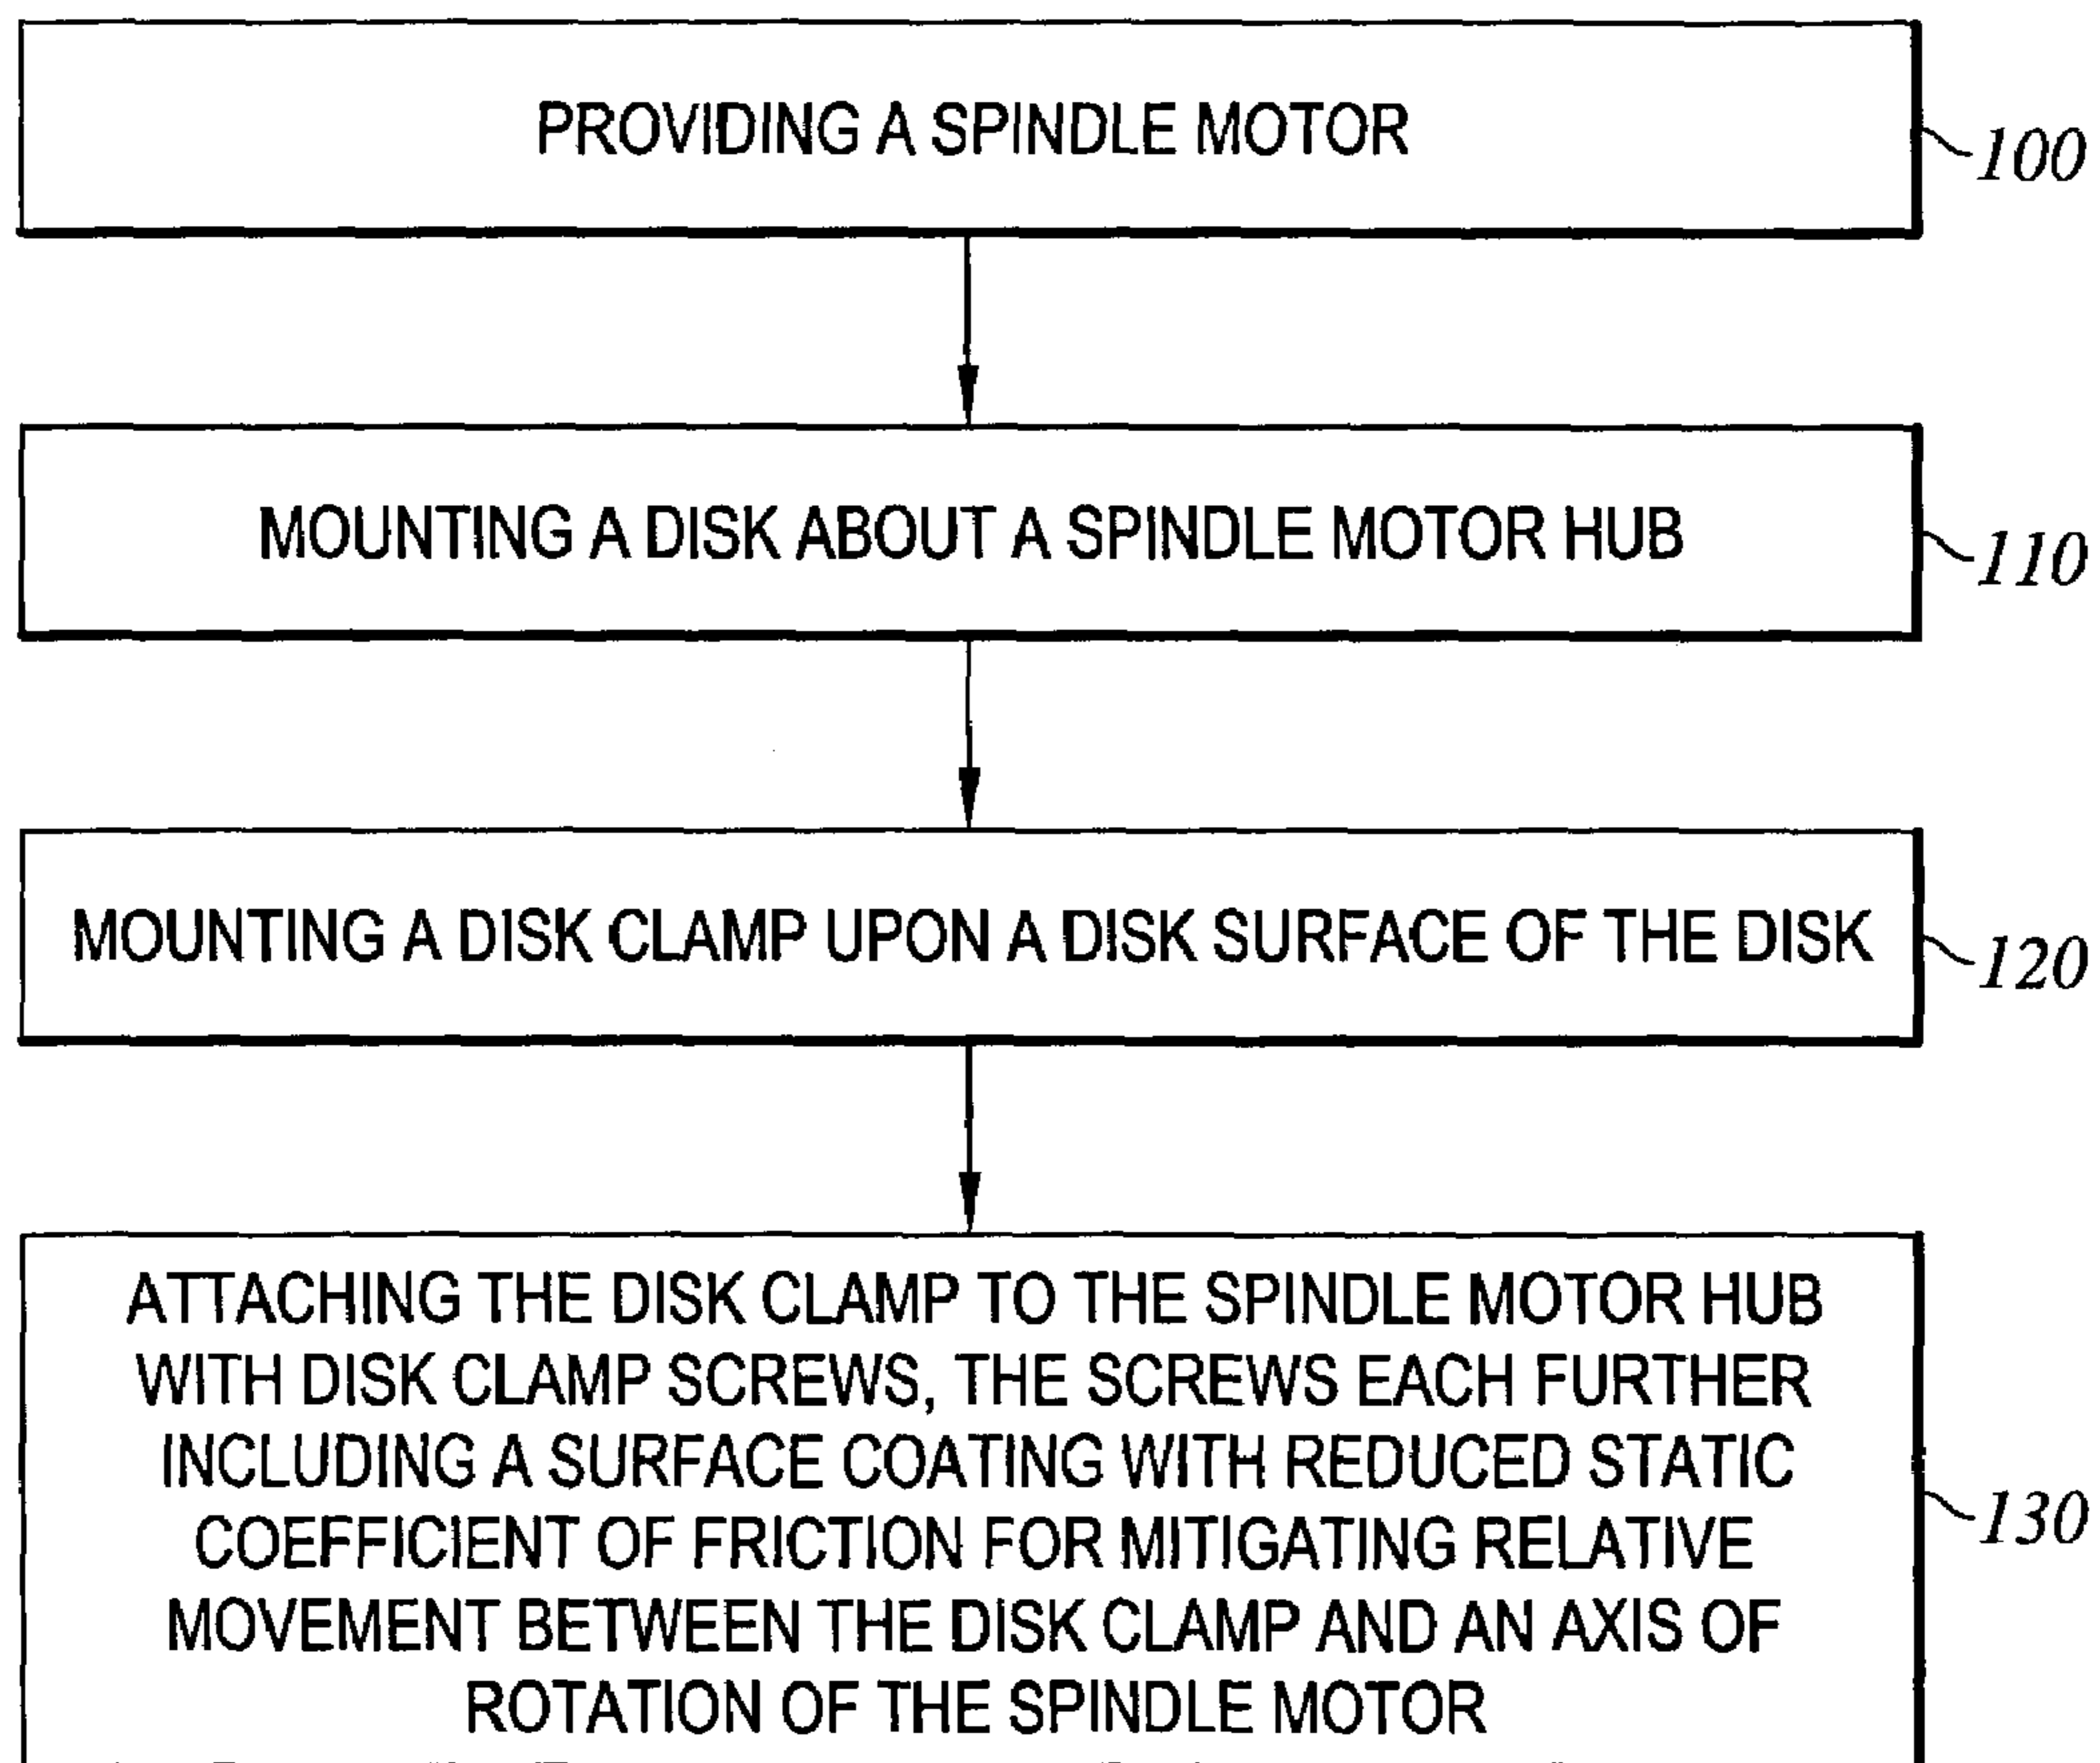 PROVIDING A SPINDLE MOTOR
100
MOUNTING A DISK ABOUT A SPINDLE MOTOR HUB
110
MOUNTING A DISK CLAMP UPON A DISK SURFACE OF THE DISK
120
ATTACHING THE DISK CLAMP TO THE SPINDLE MOTOR HUB
WITH DISK CLAMP SCREWS, THE SCREWS EACH FURTHER
INCLUDING A SURFACE COATING WITH REDUCED STATIC
COEFFICIENT OF FRICTION FOR MITIGATING RELATIVE
MOVEMENT BETWEEN THE DISK CLAMP AND AN AXIS OF
ROTATION OF THE SPINDLE MOTOR
130